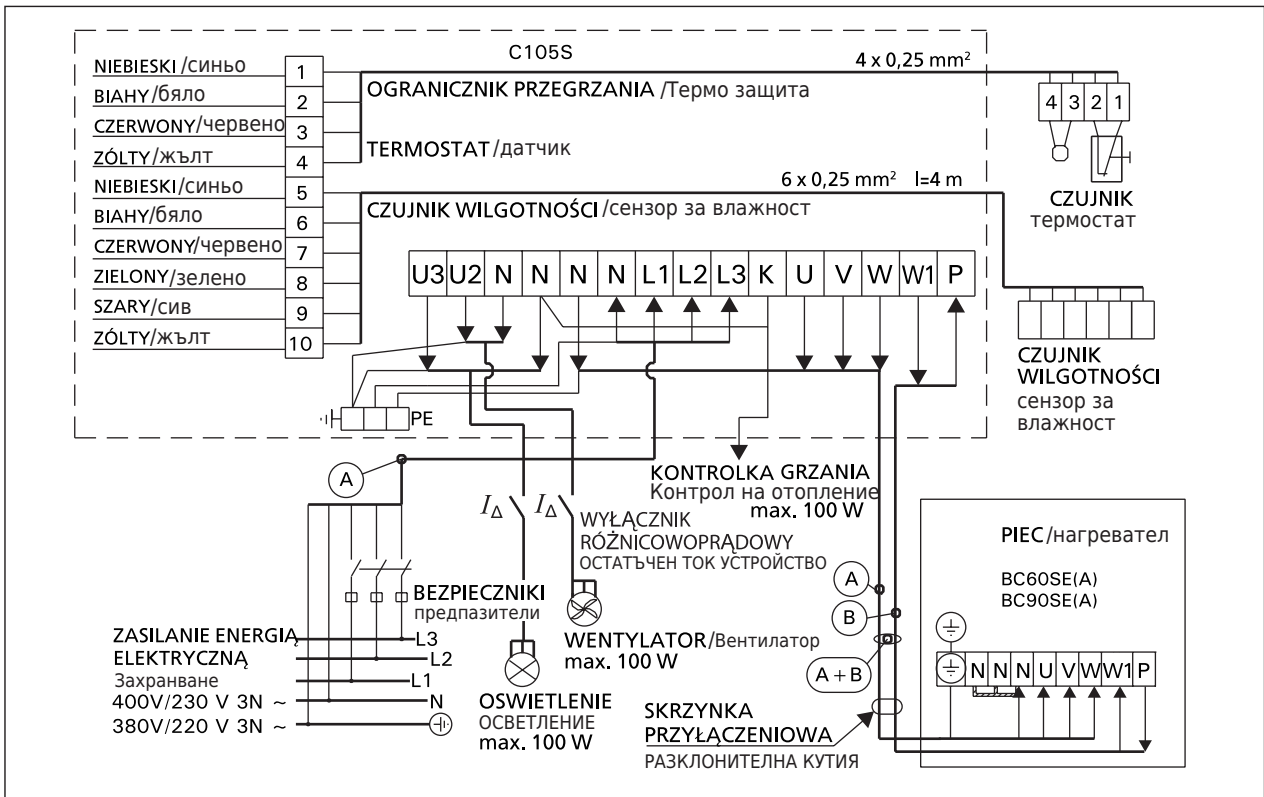 C105S
4 x 0,25 mm²
NIEBIESKI /синьо
1
BIAHY/бяло
2
CZERWONY/червено
3
ZÓLTY/жълт
4
NIEBIESKI/синьо
5
BIAHY/бяло
6
CZERWONY/червено
7
ZIELONY/зелено
8
SZARY/сив
9
ZÓLTY/жълт
10
OGRANICZNIK PRZEGRZANIA /Термо защита
TERMOSTAT/датчик
4 3 2 1
CZUJNIK
термостат
6 x 0,25 mm² l=4 m
CZUJNIK WILGOTNOŚCI/сензор за влажност
U3 U2 N N N N L1 L2 L3 K U V W W1 P
CZUJNIK
WILGOTNOŚCI
сензор за
влажност
PE
A
KONTROLKA GRZANIA
Контрол на отопление
max. 100 W
I∆ I∆
WYŁĄCZNIK
RÓŻNICOWOPRĄDOWY
ОСТАТЪЧЕН ТОК УСТРОЙСТВО
BEZPIECZNIKI
предпазители
WENTYLATOR/Вентилатор
max. 100 W
ZASILANIE ENERGIĄ
ELEKTRYCZNĄ
Захранване
400V/230 V 3N ~
380V/220 V 3N ~
L3
L2
L1
N
OSWIETLENIE
ОСВЕТЛЕНИЕ
max. 100 W
A
B
A + B
SKRZYNKA
PRZYŁĄCZENIOWA
РАЗКЛОНИТЕЛНА КУТИЯ
PIEC/нагревател
BC60SE(A)
BC90SE(A)
N N N U V W W1 P